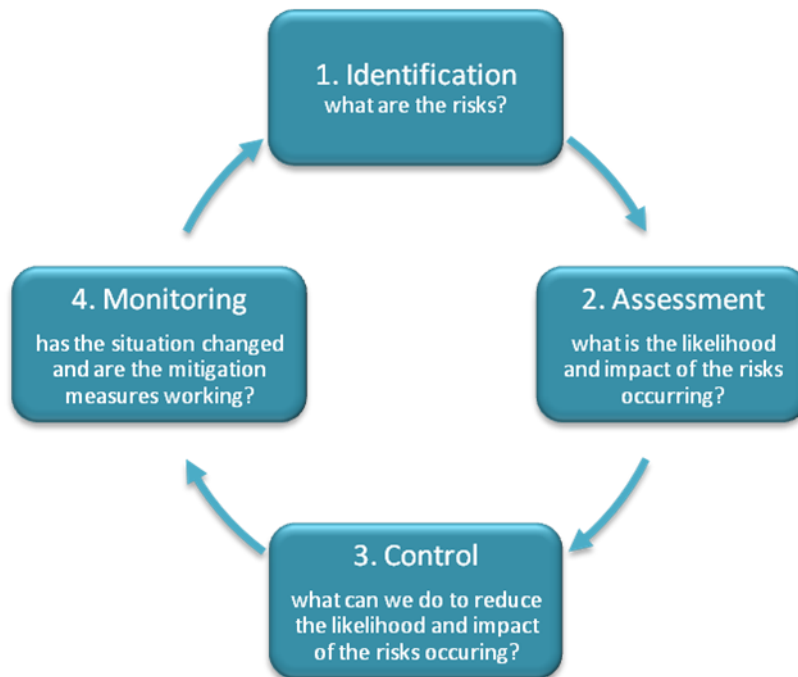 1. Identification
what are the risks?
2. Assessment
what is the likelihood
and impact of the risks
occurring?
3. Control
what can we do to reduce
the likelihood and impact
of the risks occuring?
4. Monitoring
has the situation changed
and are the mitigation
measures working?